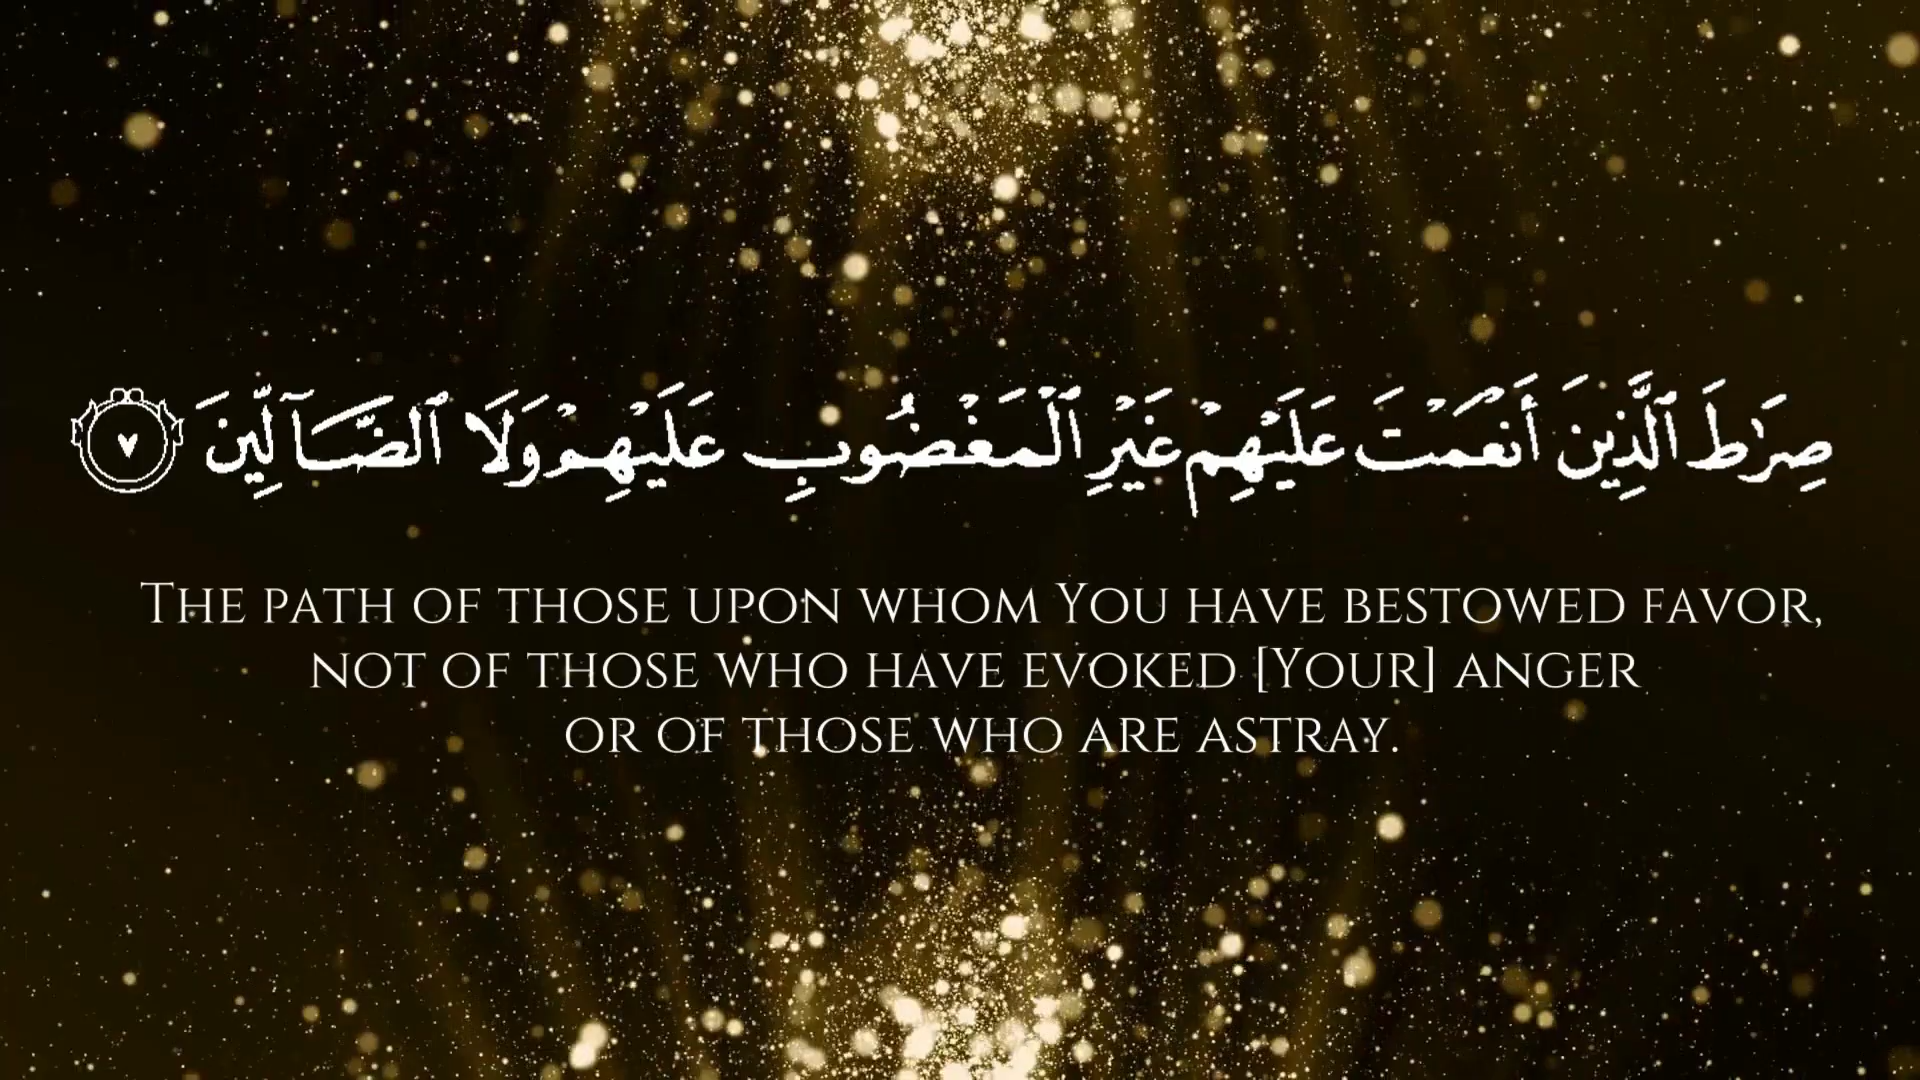 صِرَٰطَ ٱلَّذِينَ أَنْعَمْتَ عَلَيْهِمْ غَيْرِ ٱلْمَغْضُوبِ عَلَيْهِمْ وَلَا ٱلضَّآلِّينَ ٧
The path of those upon whom You have bestowed favor,
not of those who have evoked [Your] anger
or of those who are astray.